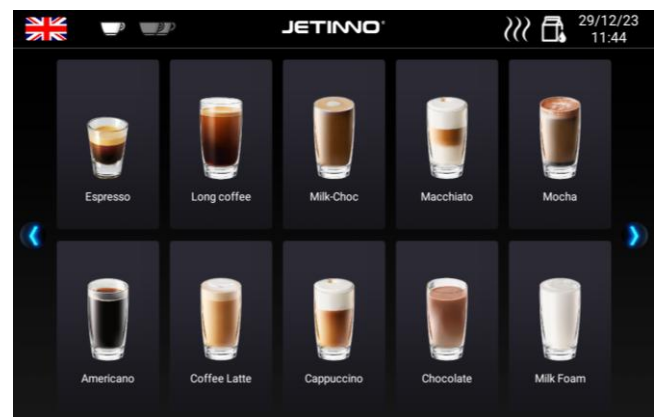 JETINNO
29/12/23
11:44
Espresso
Long coffee
Milk-Choc
Macchiato
Mocha
Americano
Coffee Latte
Cappuccino
Chocolate
Milk Foam